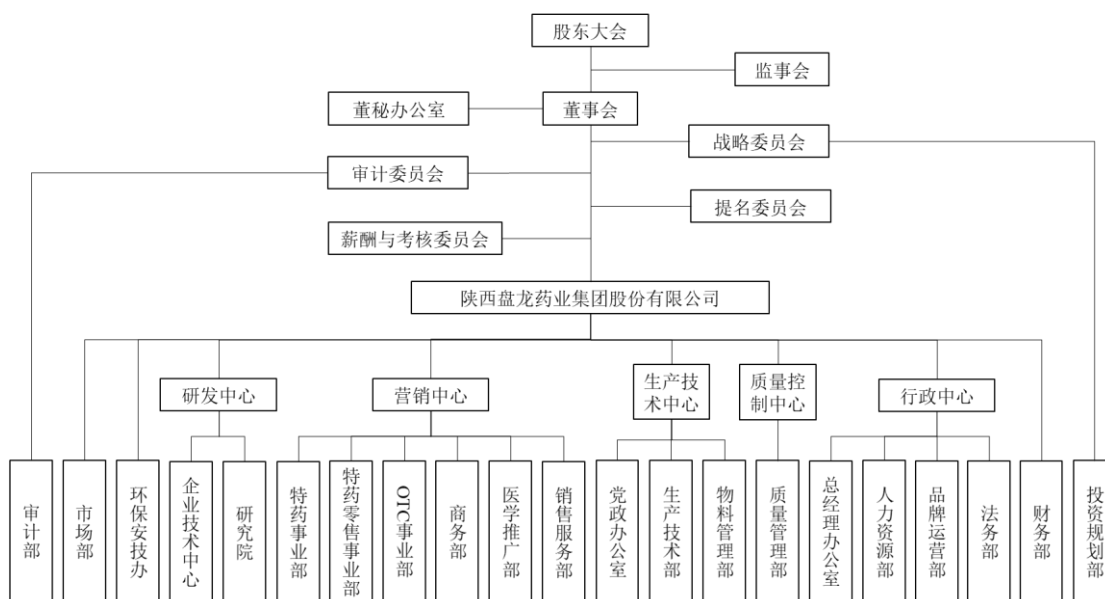 股东大会
监事会
董秘办公室
董事会
战略委员会
审计委员会
提名委员会
薪酬与考核委员会
陕西盘龙药业集团股份有限公司
研发中心
营销中心
生产技
术中心
质量控
制中心
行政中心
审计部
市场部
环保安技办
企业技术中心
研究院
特药事业部
特药零售事业部
OTC事业部
商务部
医学推广部
销售服务部
党政办公室
生产技术部
物料管理部
质量管理部
总经理办公室
人力资源部
品牌运营部
法务部
财务部
投资规划部